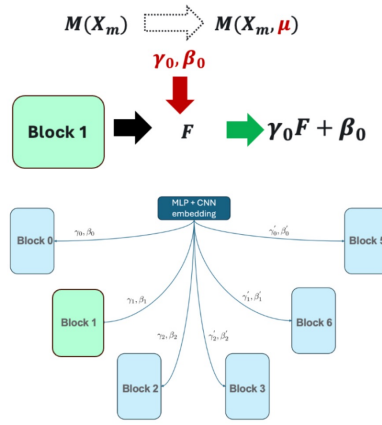 M(X_m) M(X_m, μ)
γ_0, β_0
Block 1 F γ_0F + β_0
MLP + CNN
embedding
Block 0 γ_0, β_0 γ'_0, β'_0 Block 5
Block 1 γ_1, β_1 γ'_1, β'_1 Block 6
γ_2, β_2 γ'_2, β'_2
Block 2 Block 3